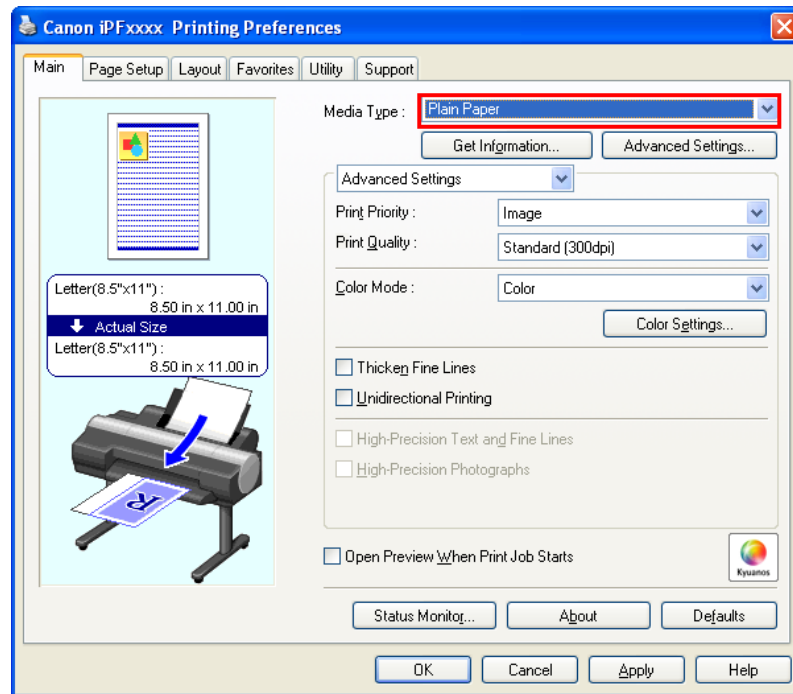 Canon iPFxxxx Printing Preferences
Main Page Setup Layout Favorites Utility Support
Media Type : Plain Paper
Get Information... Advanced Settings...
Advanced Settings
Print Priority : Image
Print Quality : Standard (300dpi)
Color Mode : Color
Color Settings...
Thicken Fine Lines
Unidirectional Printing
High-Precision Text and Fine Lines
High-Precision Photographs
Open Preview When Print Job Starts
Kyuanos
Letter(8.5"x11") :
8.50 in x 11.00 in
Actual Size
Letter(8.5"x11") :
8.50 in x 11.00 in
R
Status Monitor... About Defaults
OK Cancel Apply Help